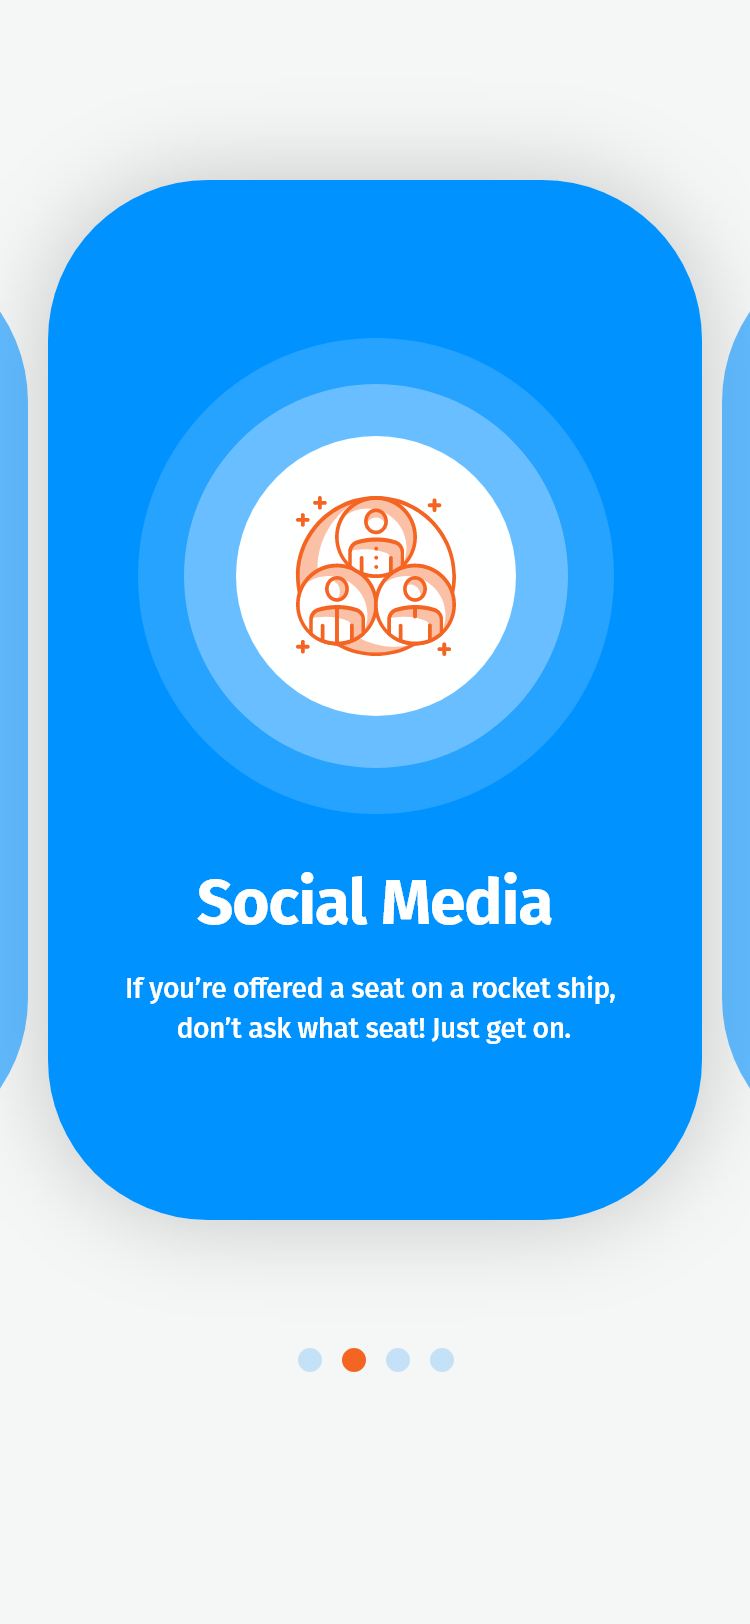 Social Media
If you’re offered a seat on a rocket ship,
don’t ask what seat! Just get on.